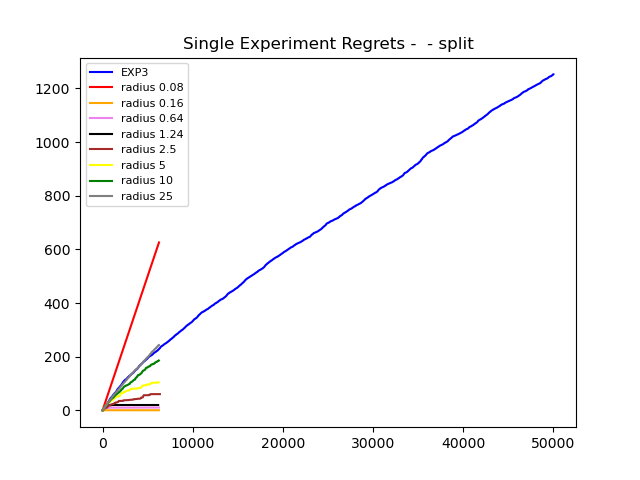 Single Experiment Regrets -  - split
EXP3
radius 0.08
radius 0.16
radius 0.64
radius 1.24
radius 2.5
radius 5
radius 10
radius 25
1200
1000
800
600
400
200
0
0 10000 20000 30000 40000 50000